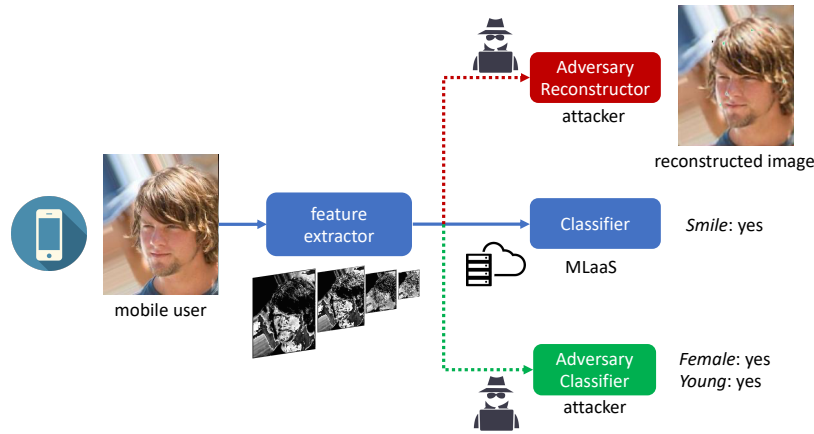 Adversary
Reconstructor
attacker
reconstructed image
feature
extractor
Classifier
Smile: yes
MLaaS
mobile user
Adversary
Classifier
attacker
Female: yes
Young: yes